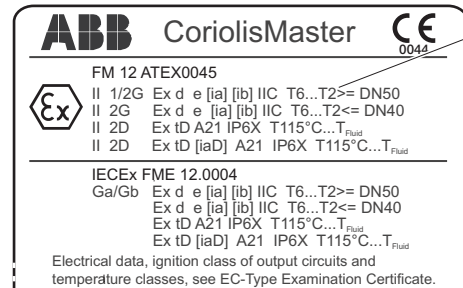 ABB CoriolisMaster CE
0044
FM 12 ATEX0045
Ex II 1/2G Ex d e [ia] [ib] IIC T6...T2>= DN50
II 2G Ex d e [ia] [ib] IIC T6...T2<= DN40
II 2D Ex tD A21 IP6X T115°C...TFluid
II 2D Ex tD [iaD] A21 IP6X T115°C...TFluid
IECEx FME 12.0004
Ga/Gb Ex d e [ia] [ib] IIC T6...T2>= DN50
Ex d e [ia] [ib] IIC T6...T2<= DN40
Ex tD A21 IP6X T115°C...TFluid
Ex tD [iaD] A21 IP6X T115°C...TFluid
Electrical data, ignition class of output circuits and
temperature classes, see EC-Type Examination Certificate.